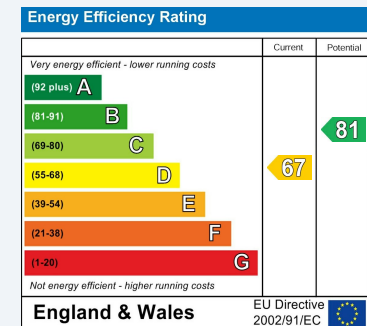 Energy Efficiency Rating
Current Potential
Very energy efficient - lower running costs
(92 plus) A
(81-91) B
81
(69-80) C
(55-68) D
67
(39-54) E
(21-38) F
(1-20) G
Not energy efficient - higher running costs
England & Wales
EU Directive
2002/91/EC